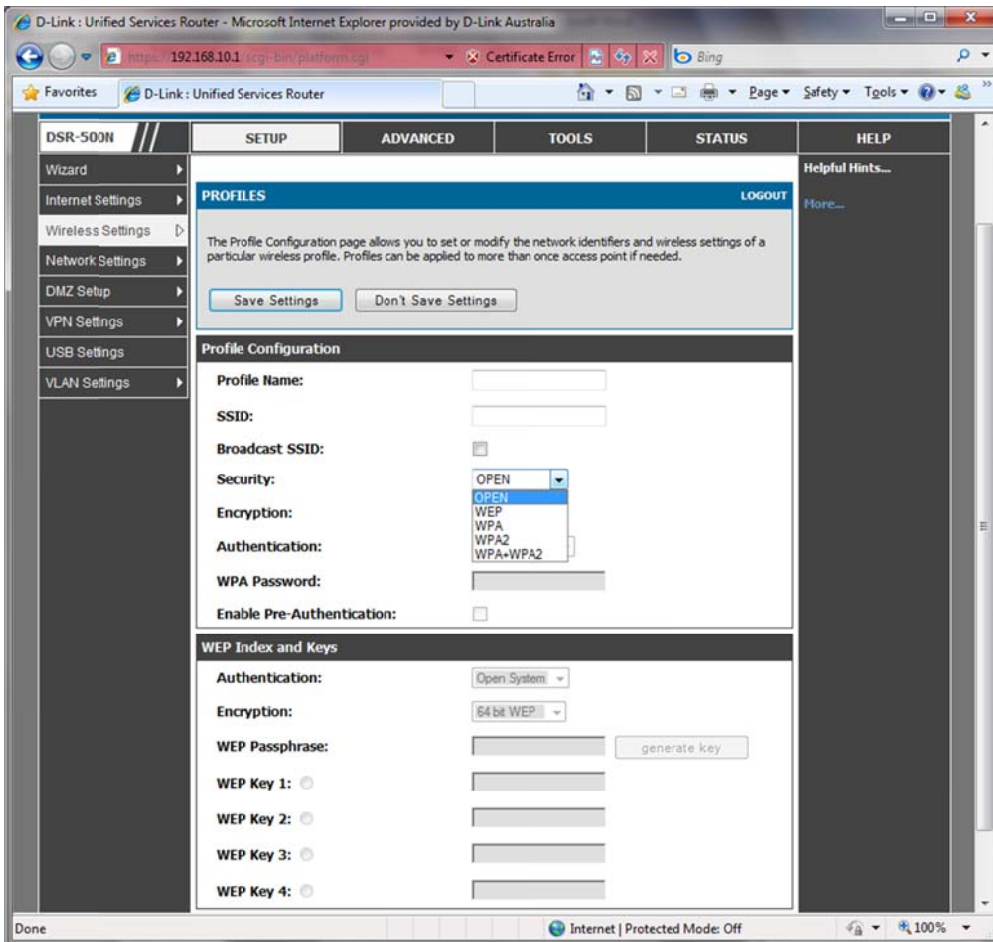 D-Link : Unified Services Router - Microsoft Internet Explorer provided by D-Link Australia
https://192.168.10.1/scgi-bin/platform.cgi
Certificate Error
Bing
Favorites
D-Link : Unified Services Router
Page
Safety
Tools
DSR-500N
SETUP
ADVANCED
TOOLS
STATUS
HELP
Wizard
Internet Settings
Wireless Settings
Network Settings
DMZ Setup
VPN Settings
USB Settings
VLAN Settings
PROFILES
LOGOUT
The Profile Configuration page allows you to set or modify the network identifiers and wireless settings of a
particular wireless profile. Profiles can be applied to more than once access point if needed.
Save Settings
Don't Save Settings
Helpful Hints...
More...
Profile Configuration
Profile Name:
SSID:
Broadcast SSID:
Security:
OPEN
OPEN
WEP
WPA
WPA2
WPA+WPA2
Encryption:
Authentication:
WPA Password:
Enable Pre-Authentication:
WEP Index and Keys
Authentication:
Open System
Encryption:
64 bit WEP
WEP Passphrase:
generate key
WEP Key 1:
WEP Key 2:
WEP Key 3:
WEP Key 4:
Done
Internet | Protected Mode: Off
100%